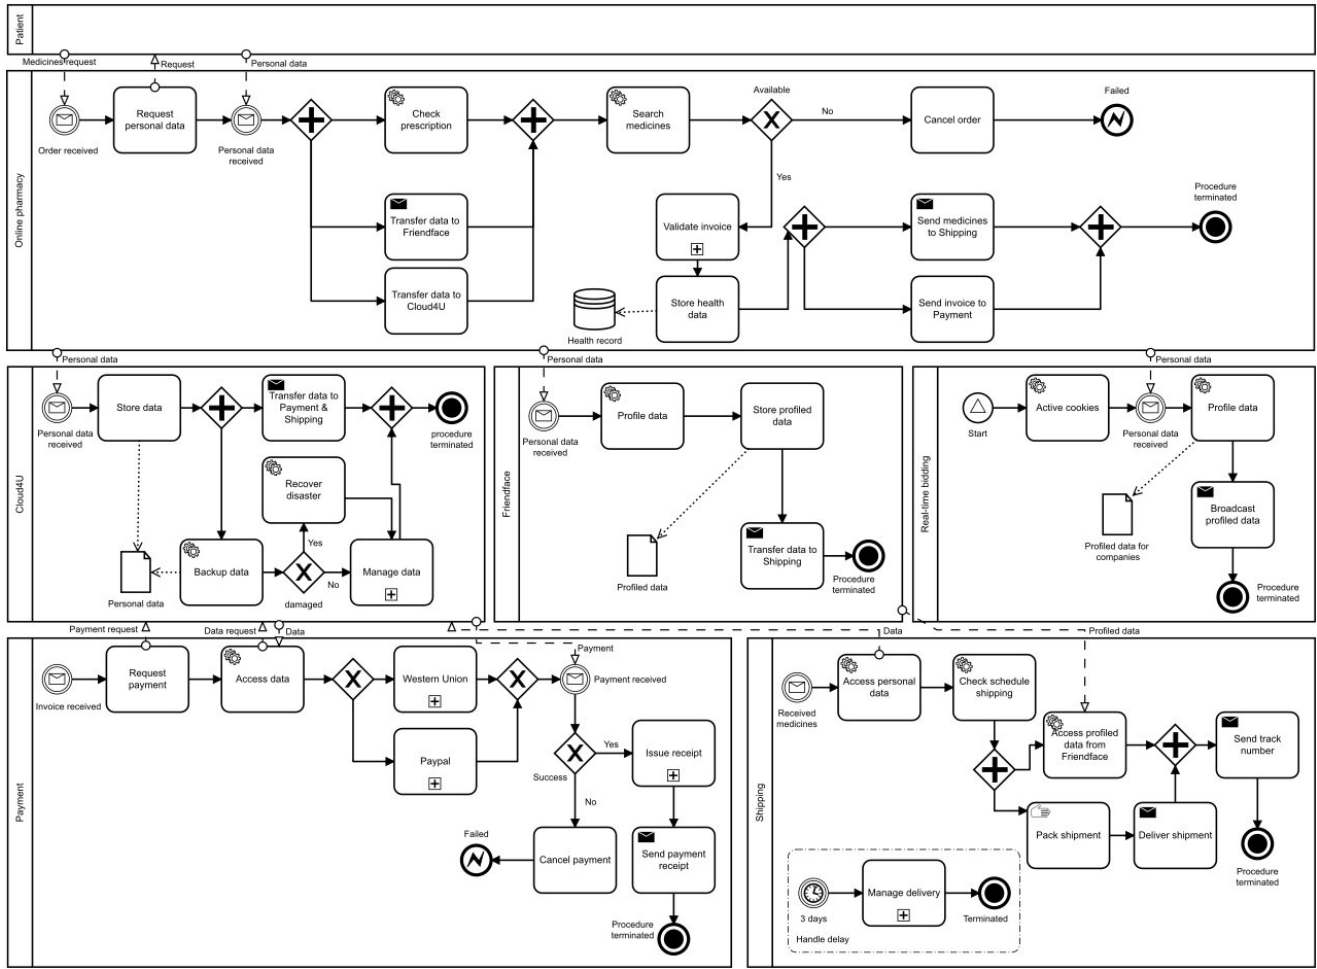 Patient
Medicines request
Request
Personal data
Online pharmacy
Order received
Request
personal data
Personal data
received
Check
prescription
Transfer data to
Friendface
Transfer data to
Cloud4U
Search
medicines
Available
No
Yes
Cancel order
Failed
Validate invoice
Store health
data
Health record
Send medicines
to Shipping
Send invoice to
Payment
Procedure
terminated
Personal data
Personal data
Personal data
Cloud4U
Personal data
received
Store data
Transfer data to
Payment &
Shipping
procedure
terminated
Recover
disaster
Yes
Backup data
No
Manage data
damaged
Personal data
Friendface
Personal data
received
Profile data
Store profiled
data
Profiled data
Transfer data to
Shipping
Procedure
terminated
Real-time bidding
Start
Active cookies
Personal data
received
Profile data
Profiled data for
companies
Broadcast
profiled data
Procedure
terminated
Payment request
Data request
Data
Payment
Data
Profiled data
Payment
Invoice received
Request
payment
Access data
Western Union
Paypal
Payment received
Success
Yes
No
Issue receipt
Failed
Cancel payment
Send payment
receipt
Procedure
terminated
Shipping
Received
medicines
Access personal
data
Check schedule
shipping
Access profiled
data from
Friendface
Send track
number
Pack shipment
Deliver shipment
Procedure
terminated
3 days
Manage delivery
Terminated
Handle delay